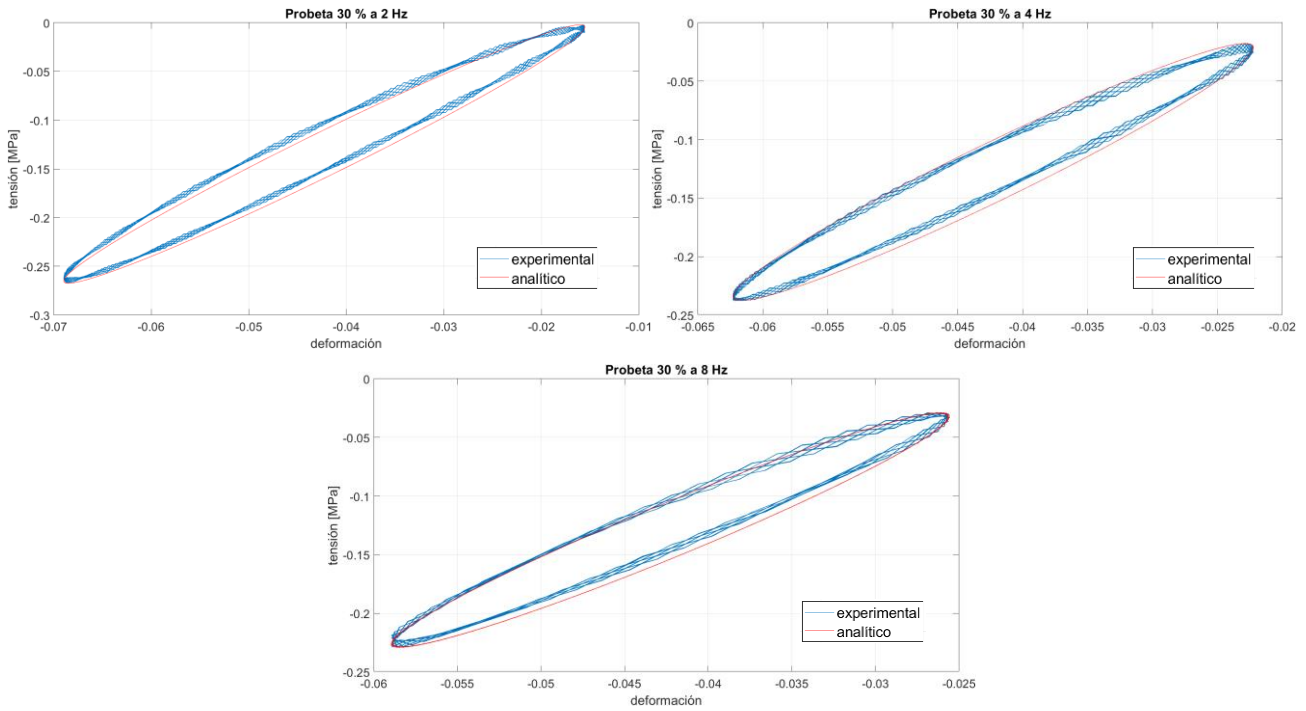 Probeta 30 % a 2 Hz
0
-0.05
-0.1
-0.15
-0.2
-0.25
-0.3
tensión [MPa]
-0.07
-0.06
-0.05
-0.04
-0.03
-0.02
-0.01
deformación
experimental
analítico
Probeta 30 % a 4 Hz
0
-0.05
-0.1
-0.15
-0.2
-0.25
tensión [MPa]
-0.065
-0.06
-0.055
-0.05
-0.045
-0.04
-0.035
-0.03
-0.025
-0.02
deformación
experimental
analítico
Probeta 30 % a 8 Hz
0
-0.05
-0.1
-0.15
-0.2
-0.25
tensión [MPa]
-0.06
-0.055
-0.05
-0.045
-0.04
-0.035
-0.03
-0.025
deformación
experimental
analítico